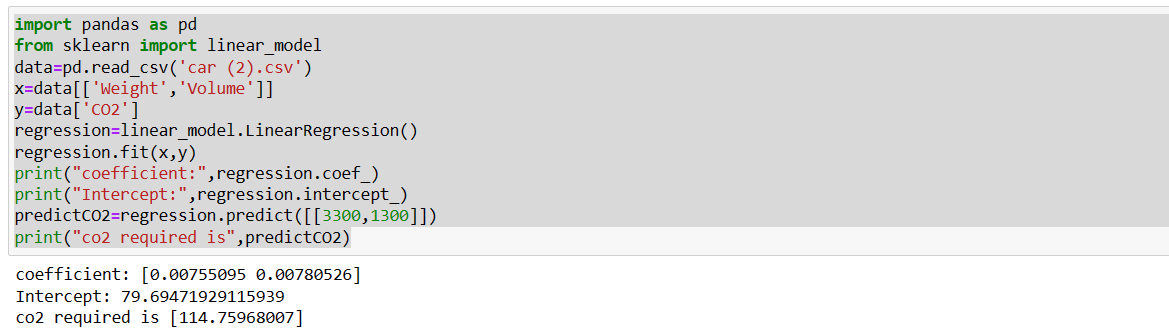 import pandas as pd
from sklearn import linear_model
data=pd.read_csv('car (2).csv')
x=data[['Weight','Volume']]
y=data['CO2']
regression=linear_model.LinearRegression()
regression.fit(x,y)
print("coefficient:",regression.coef_)
print("Intercept:",regression.intercept_)
predictCO2=regression.predict([[3300,1300]])
print("co2 required is",predictCO2)
coefficient: [0.00755095 0.00780526]
Intercept: 79.69471929115939
co2 required is [114.75968007]